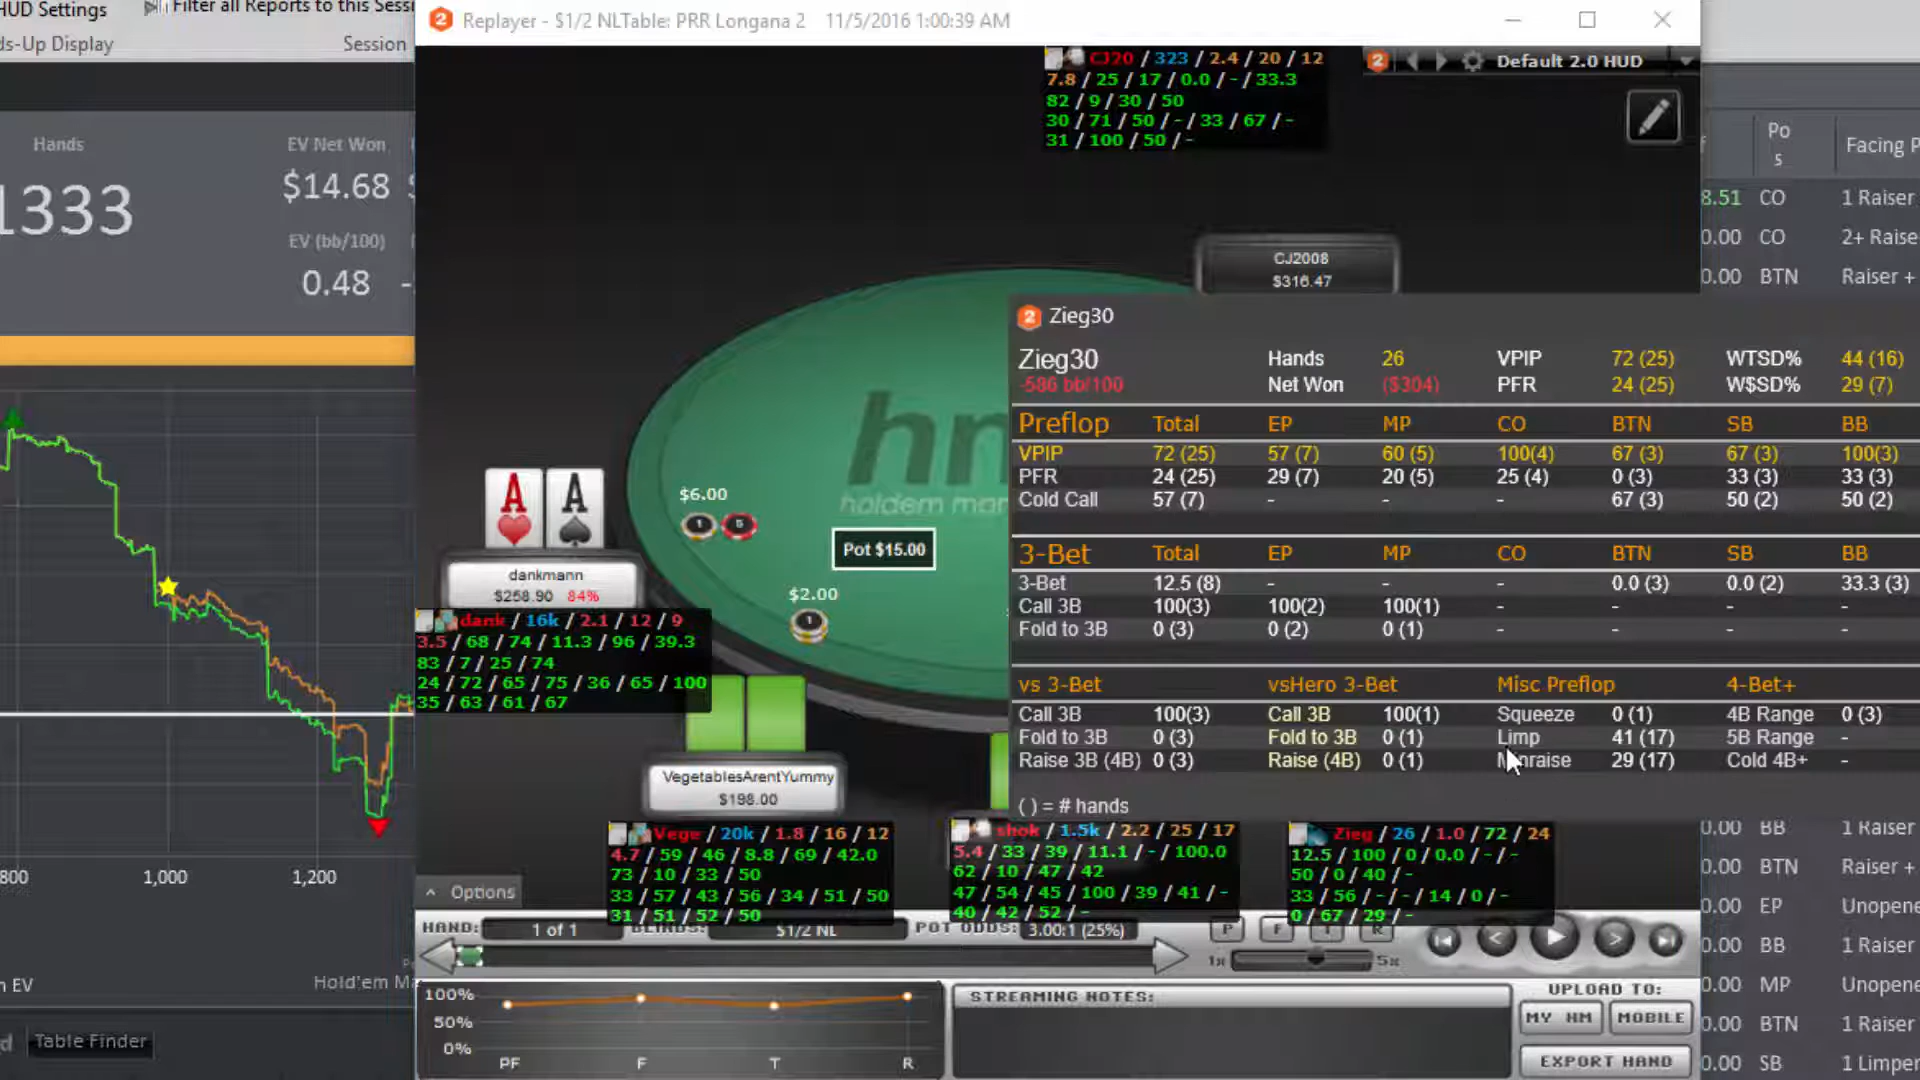 HUD Settings
Filter all Reports to this Sessi
ds-Up Display
Session
Replayer - $1/2 NLTable: PRR Longana 2 11/5/2016 1:00:39 AM
CJ20 / 323 / 2.4 / 20 / 12
7.8 / 25 / 17 / 0.0 / - / 33.3
82 / 9 / 30 / 50
30 / 71 / 50 / - / 33 / 67 / -
31 / 100 / 50 / -
2 Default 2.0 HUD
Hands
1333
EV Net Won
$14.68
EV (bb/100)
0.48
CJ2008
$316.47
Po
s
Facing P
8.51 CO 1 Raiser
0.00 CO 2+ Raise
0.00 BTN Raiser +
2 Zieg30
Zieg30 Hands 26 VPIP 72 (25) WTSD% 44 (16)
-586 bb/100 Net Won ($304) PFR 24 (25) W$SD% 29 (7)
Preflop Total EP MP CO BTN SB BB
VPIP 72 (25) 57 (7) 60 (5) 100(4) 67 (3) 67 (3) 100(3)
PFR 24 (25) 29 (7) 20 (5) 25 (4) 0 (3) 33 (3) 33 (3)
Cold Call 57 (7) - - - 67 (3) 50 (2) 50 (2)
3-Bet Total EP MP CO BTN SB BB
3-Bet 12.5 (8) - - - 0.0 (3) 0.0 (2) 33.3 (3)
Call 3B 100(3) 100(2) 100(1) - - - -
Fold to 3B 0 (3) 0 (2) 0 (1) - - - -
vs 3-Bet vsHero 3-Bet Misc Preflop 4-Bet+
Call 3B 100(3) Call 3B 100(1) Squeeze 0 (1) 4B Range 0 (3)
Fold to 3B 0 (3) Fold to 3B 0 (1) Limp 41 (17) 5B Range -
Raise 3B (4B) 0 (3) Raise (4B) 0 (1) Minraise 29 (17) Cold 4B+ -
( ) = # hands
hm
holdem man
$6.00
1 5
Pot $15.00
$2.00
1
A A
dankmann
$258.90 84%
dank / 16k / 2.1 / 12 / 9
3.5 / 68 / 74 / 11.3 / 96 / 39.3
83 / 7 / 25 / 74
24 / 72 / 65 / 75 / 36 / 65 / 100
35 / 63 / 61 / 67
VegetablesArentYummy
$198.00
Vege / 20k / 1.8 / 16 / 12
4.7 / 59 / 46 / 8.8 / 69 / 42.0
73 / 10 / 33 / 50
33 / 57 / 43 / 56 / 34 / 51 / 50
31 / 51 / 52 / 50
shok / 1.5k / 2.2 / 25 / 17
5.4 / 33 / 39 / 11.1 / - / 100.0
62 / 10 / 47 / 42
47 / 54 / 45 / 100 / 39 / 41 / -
40 / 42 / 52 / -
Zieg / 26 / 1.0 / 72 / 24
12.5 / 100 / 0 / 0.0 / - / -
50 / 0 / 40 / -
33 / 56 / - / - / 14 / 0 / -
0 / 67 / 29 / -
0.00 BB 1 Raiser
0.00 BTN Raiser +
0.00 EP Unopene
0.00 BB 1 Raiser
0.00 MP Unopene
0.00 BTN 1 Raiser
0.00 SB 1 Limper
800 1,000 1,200
n EV
Hold'em Ma
Table Finder
Options
HAND: 1 of 1 BLINDS: $1/2 NL POT ODDS: 3.00:1 (25%)
P F T R
1x 5x
100%
50%
0%
PF F T R
STREAMING NOTES:
UPLOAD TO:
MY HM MOBILE
EXPORT HAND